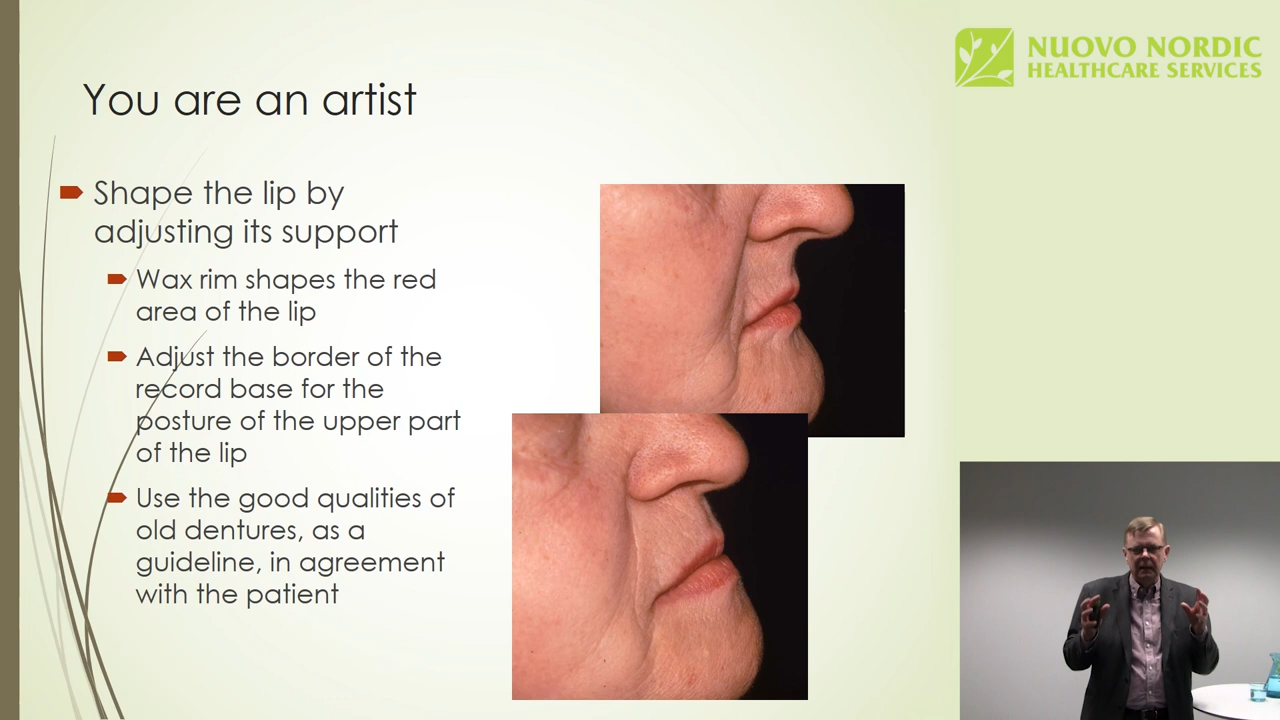 NUOVO NORDIC
HEALTHCARE SERVICES
You are an artist
Shape the lip by
adjusting its support
Wax rim shapes the red
area of the lip
Adjust the border of the
record base for the
posture of the upper part
of the lip
Use the good qualities of
old dentures, as a
guideline, in agreement
with the patient